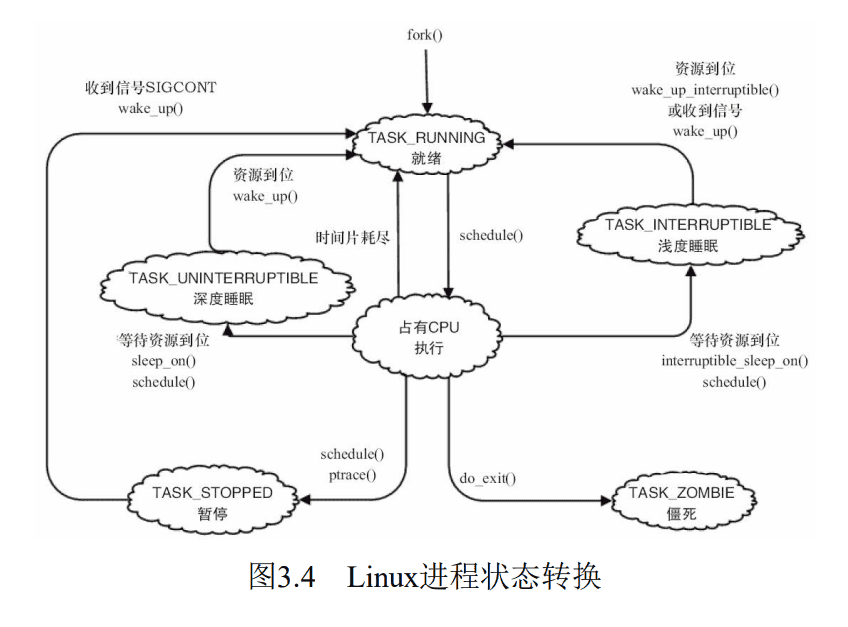 fork()
收到信号SIGCONT
wake_up()
资源到位
wake_up_interruptible()
或收到信号
wake_up()
TASK_RUNNING
就绪
资源到位
wake_up()
时间片耗尽
schedule()
TASK_INTERRUPTIBLE
浅度睡眠
TASK_UNINTERRUPTIBLE
深度睡眠
占有CPU
执行
等待资源到位
sleep_on()
schedule()
等待资源到位
interruptible_sleep_on()
schedule()
schedule()
ptrace()
do_exit()
TASK_STOPPED
暂停
TASK_ZOMBIE
僵死
图3.4 Linux进程状态转换